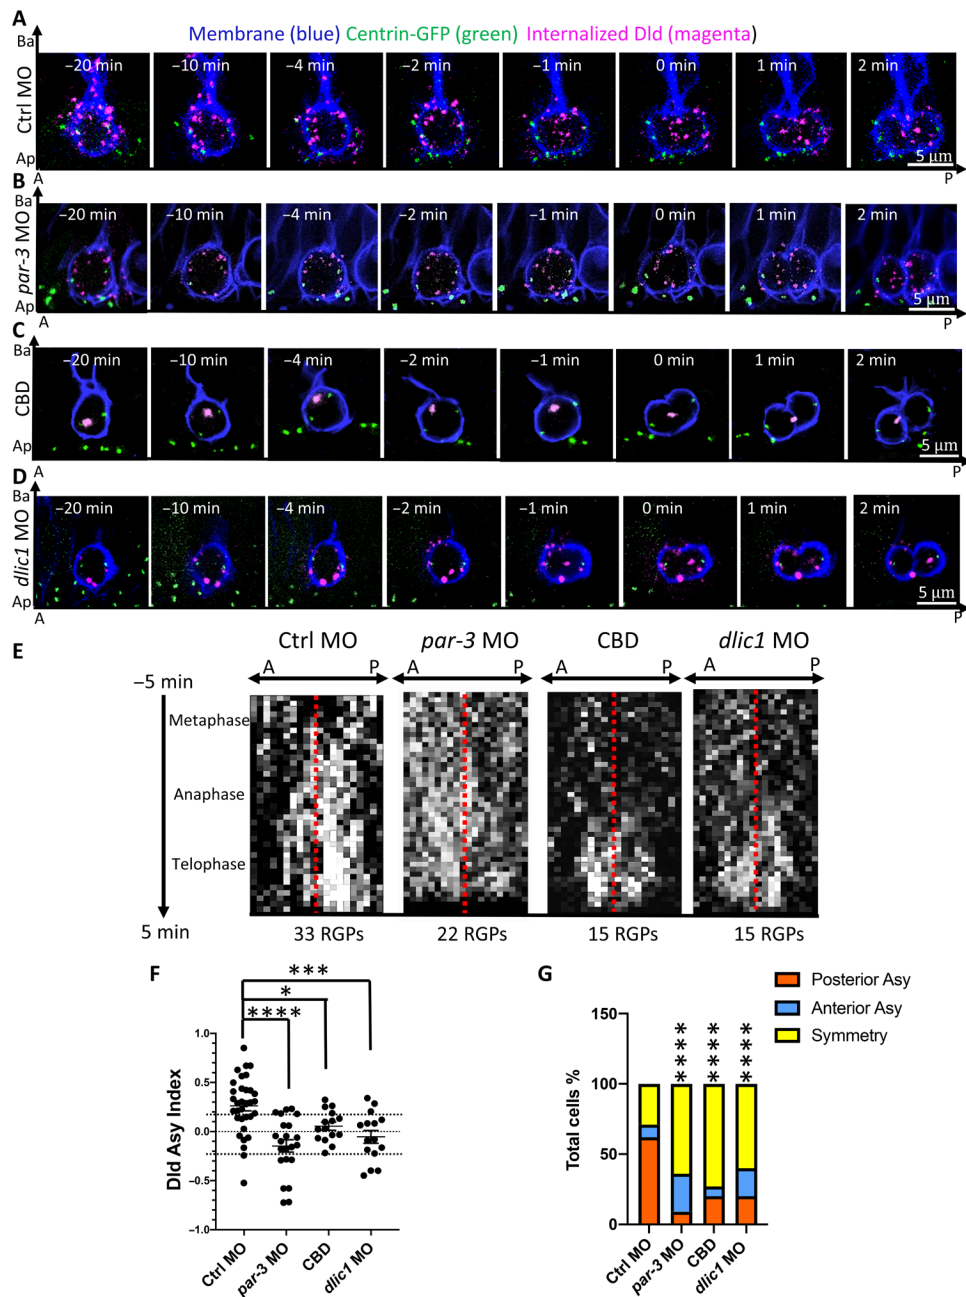 A
Membrane (blue) Centrin-GFP (green) Internalized Dld (magenta)
Ba
Ctrl MO
Ap
−20 min −10 min −4 min −2 min −1 min 0 min 1 min 2 min
5 µm
A P
B
Ba
par-3 MO
Ap
−20 min −10 min −4 min −2 min −1 min 0 min 1 min 2 min
5 µm
A P
C
Ba
CBD
Ap
−20 min −10 min −4 min −2 min −1 min 0 min 1 min 2 min
5 µm
A P
D
Ba
dlic1 MO
Ap
−20 min −10 min −4 min −2 min −1 min 0 min 1 min 2 min
5 µm
A P
E
Ctrl MO par-3 MO CBD dlic1 MO
A P A P A P A P
−5 min
Metaphase
Anaphase
Telophase
5 min
33 RGPs 22 RGPs 15 RGPs 15 RGPs
F
***
*
****
Dld Asy Index
1.0
0.5
0.0
−0.5
−1.0
Ctrl MO par-3 MO CBD dlic1 MO
G
Posterior Asy
Anterior Asy
Symmetry
Total cells %
150
100
50
0
**** **** ****
Ctrl MO par-3 MO CBD dlic1 MO